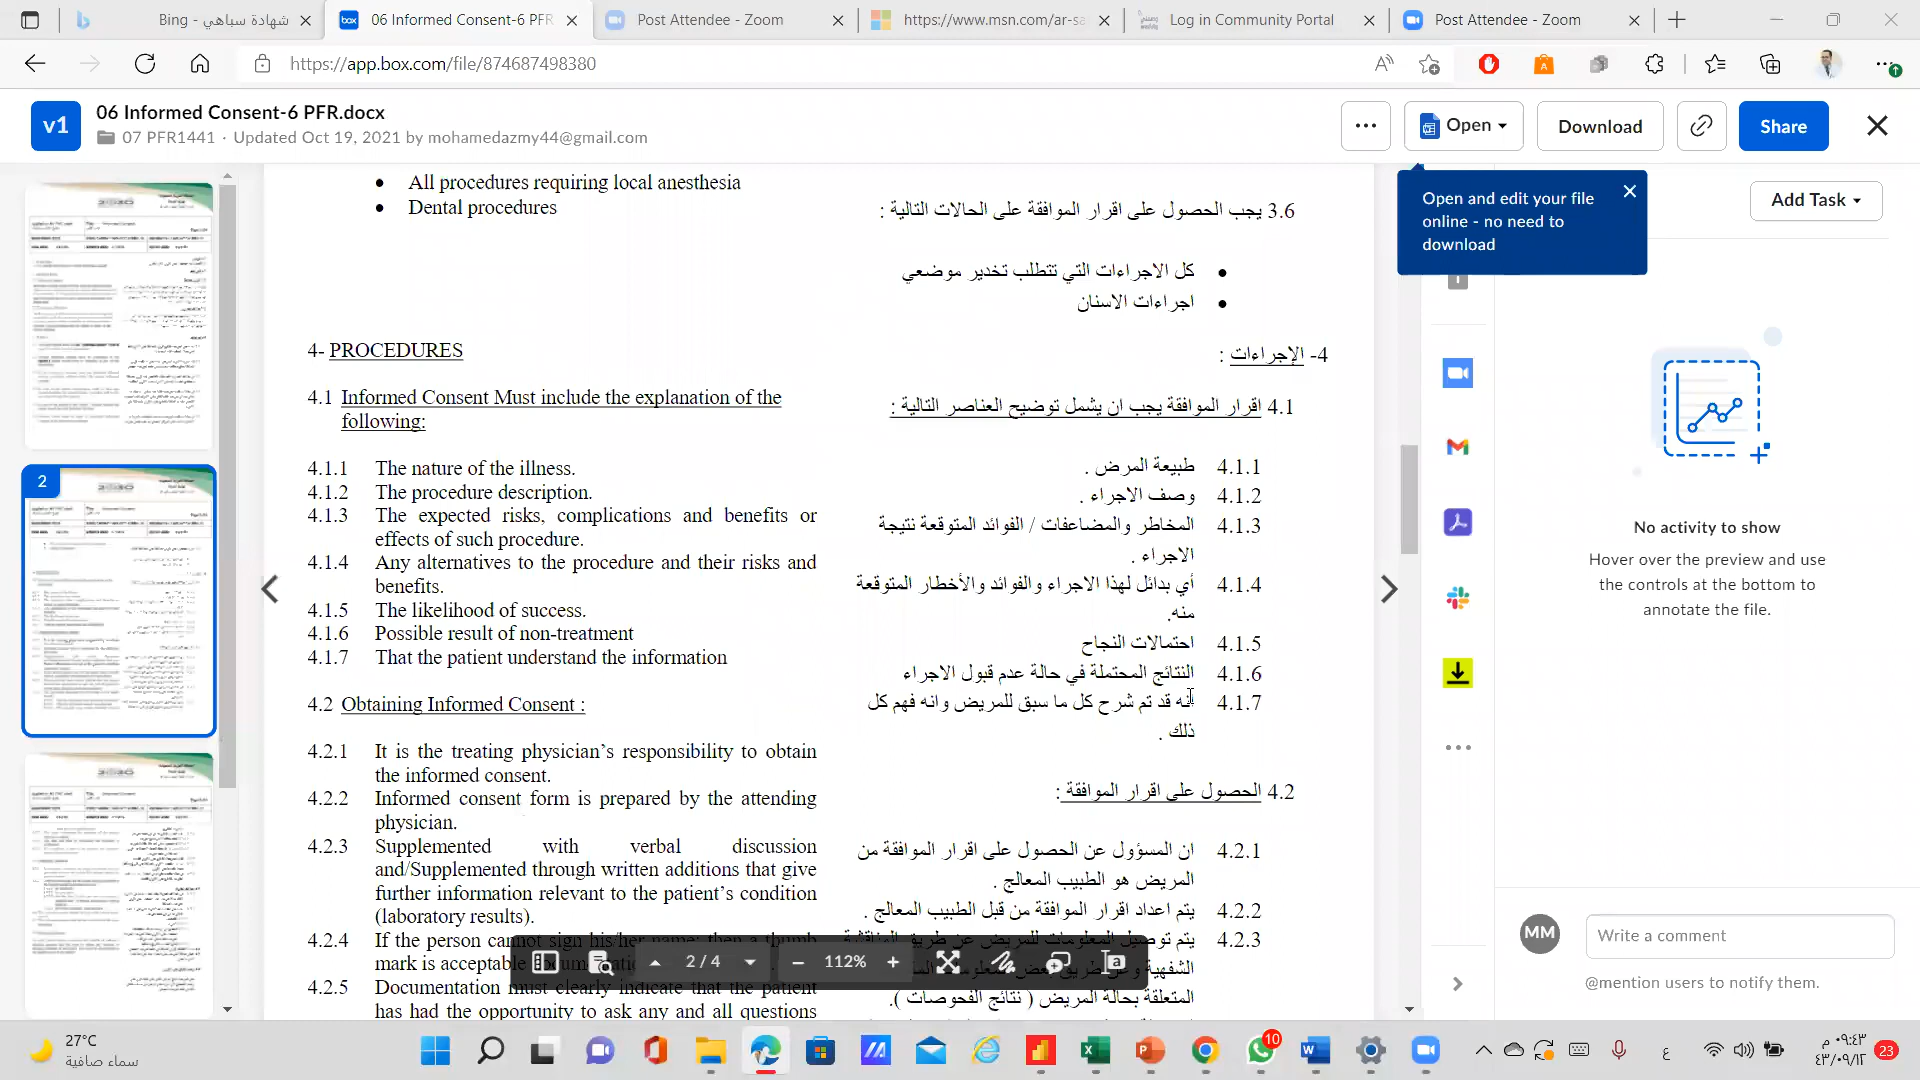 Bing - شهادة سباهي
06 Informed Consent-6 PFR
Post Attendee - Zoom
https://www.msn.com/ar-sa
Log in Community Portal
Post Attendee - Zoom
https://app.box.com/file/874687498380
v1
06 Informed Consent-6 PFR.docx
07 PFR1441 · Updated Oct 19, 2021 by mohamedazmy44@gmail.com
Open
Download
Share
Open and edit your file
online - no need to
download
Add Task
2
• All procedures requiring local anesthesia
• Dental procedures
3.6 يجب الحصول على اقرار الموافقة على الحالات التالية :
• كل الاجراءات التي تتطلب تخدير موضعي
• اجراءات الاسنان
4- PROCEDURES
4- الإجراءات :
4.1 Informed Consent Must include the explanation of the
following:
4.1 اقرار الموافقة يجب ان يشمل توضيح العناصر التالية :
4.1.1 The nature of the illness.
4.1.2 The procedure description.
4.1.3 The expected risks, complications and benefits or
effects of such procedure.
4.1.4 Any alternatives to the procedure and their risks and
benefits.
4.1.5 The likelihood of success.
4.1.6 Possible result of non-treatment
4.1.7 That the patient understand the information
4.1.1 طبيعة المرض .
4.1.2 وصف الاجراء .
4.1.3 المخاطر والمضاعفات / الفوائد المتوقعة نتيجة
الاجراء .
4.1.4 أي بدائل لهذا الاجراء والفوائد والأخطار المتوقعة
منه.
4.1.5 احتمالات النجاح
4.1.6 النتائج المحتملة في حالة عدم قبول الاجراء
4.1.7 انه قد تم شرح كل ما سبق للمريض وانه فهم كل
ذلك .
4.2 Obtaining Informed Consent :
4.2.1 It is the treating physician’s responsibility to obtain
the informed consent.
4.2.2 Informed consent form is prepared by the attending
physician.
4.2.3 Supplemented with verbal discussion
and/Supplemented through written additions that give
further information relevant to the patient’s condition
(laboratory results).
4.2.4 If the person cannot sign his/her name; then a thumb
mark is acceptable
4.2.5 Documentation must clearly indicate that the patient
has had the opportunity to ask any and all questions
4.2 الحصول على اقرار الموافقة :
4.2.1 ان المسؤول عن الحصول على اقرار الموافقة من
المريض هو الطبيب المعالج .
4.2.2 يتم اعداد اقرار الموافقة من قبل الطبيب المعالج .
4.2.3 يتم توصيل المعلومات للمريض عن طريق المناقشة
الشفهية وعن طريق بعض
المتعلقة بحالة المريض ( نتائج الفحوصات ).
2 / 4
112%
No activity to show
Hover over the preview and use
the controls at the bottom to
annotate the file.
MM
Write a comment
@mention users to notify them.
27°C
سماء صافية
10
ع
٠٩:٤٣ م
٤٣/٠٩/١٢
23